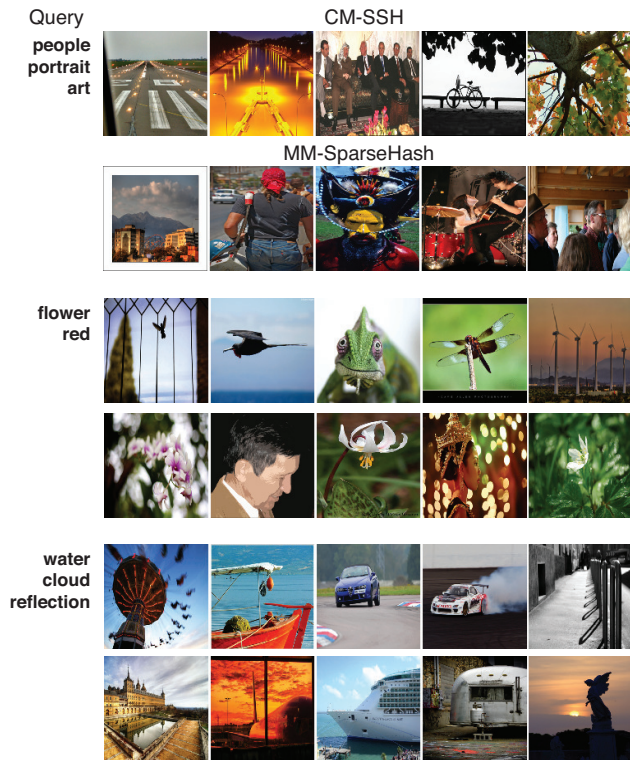 Query CM-SSH
people
portrait
art
MM-SparseHash
flower
red
water
cloud
reflection